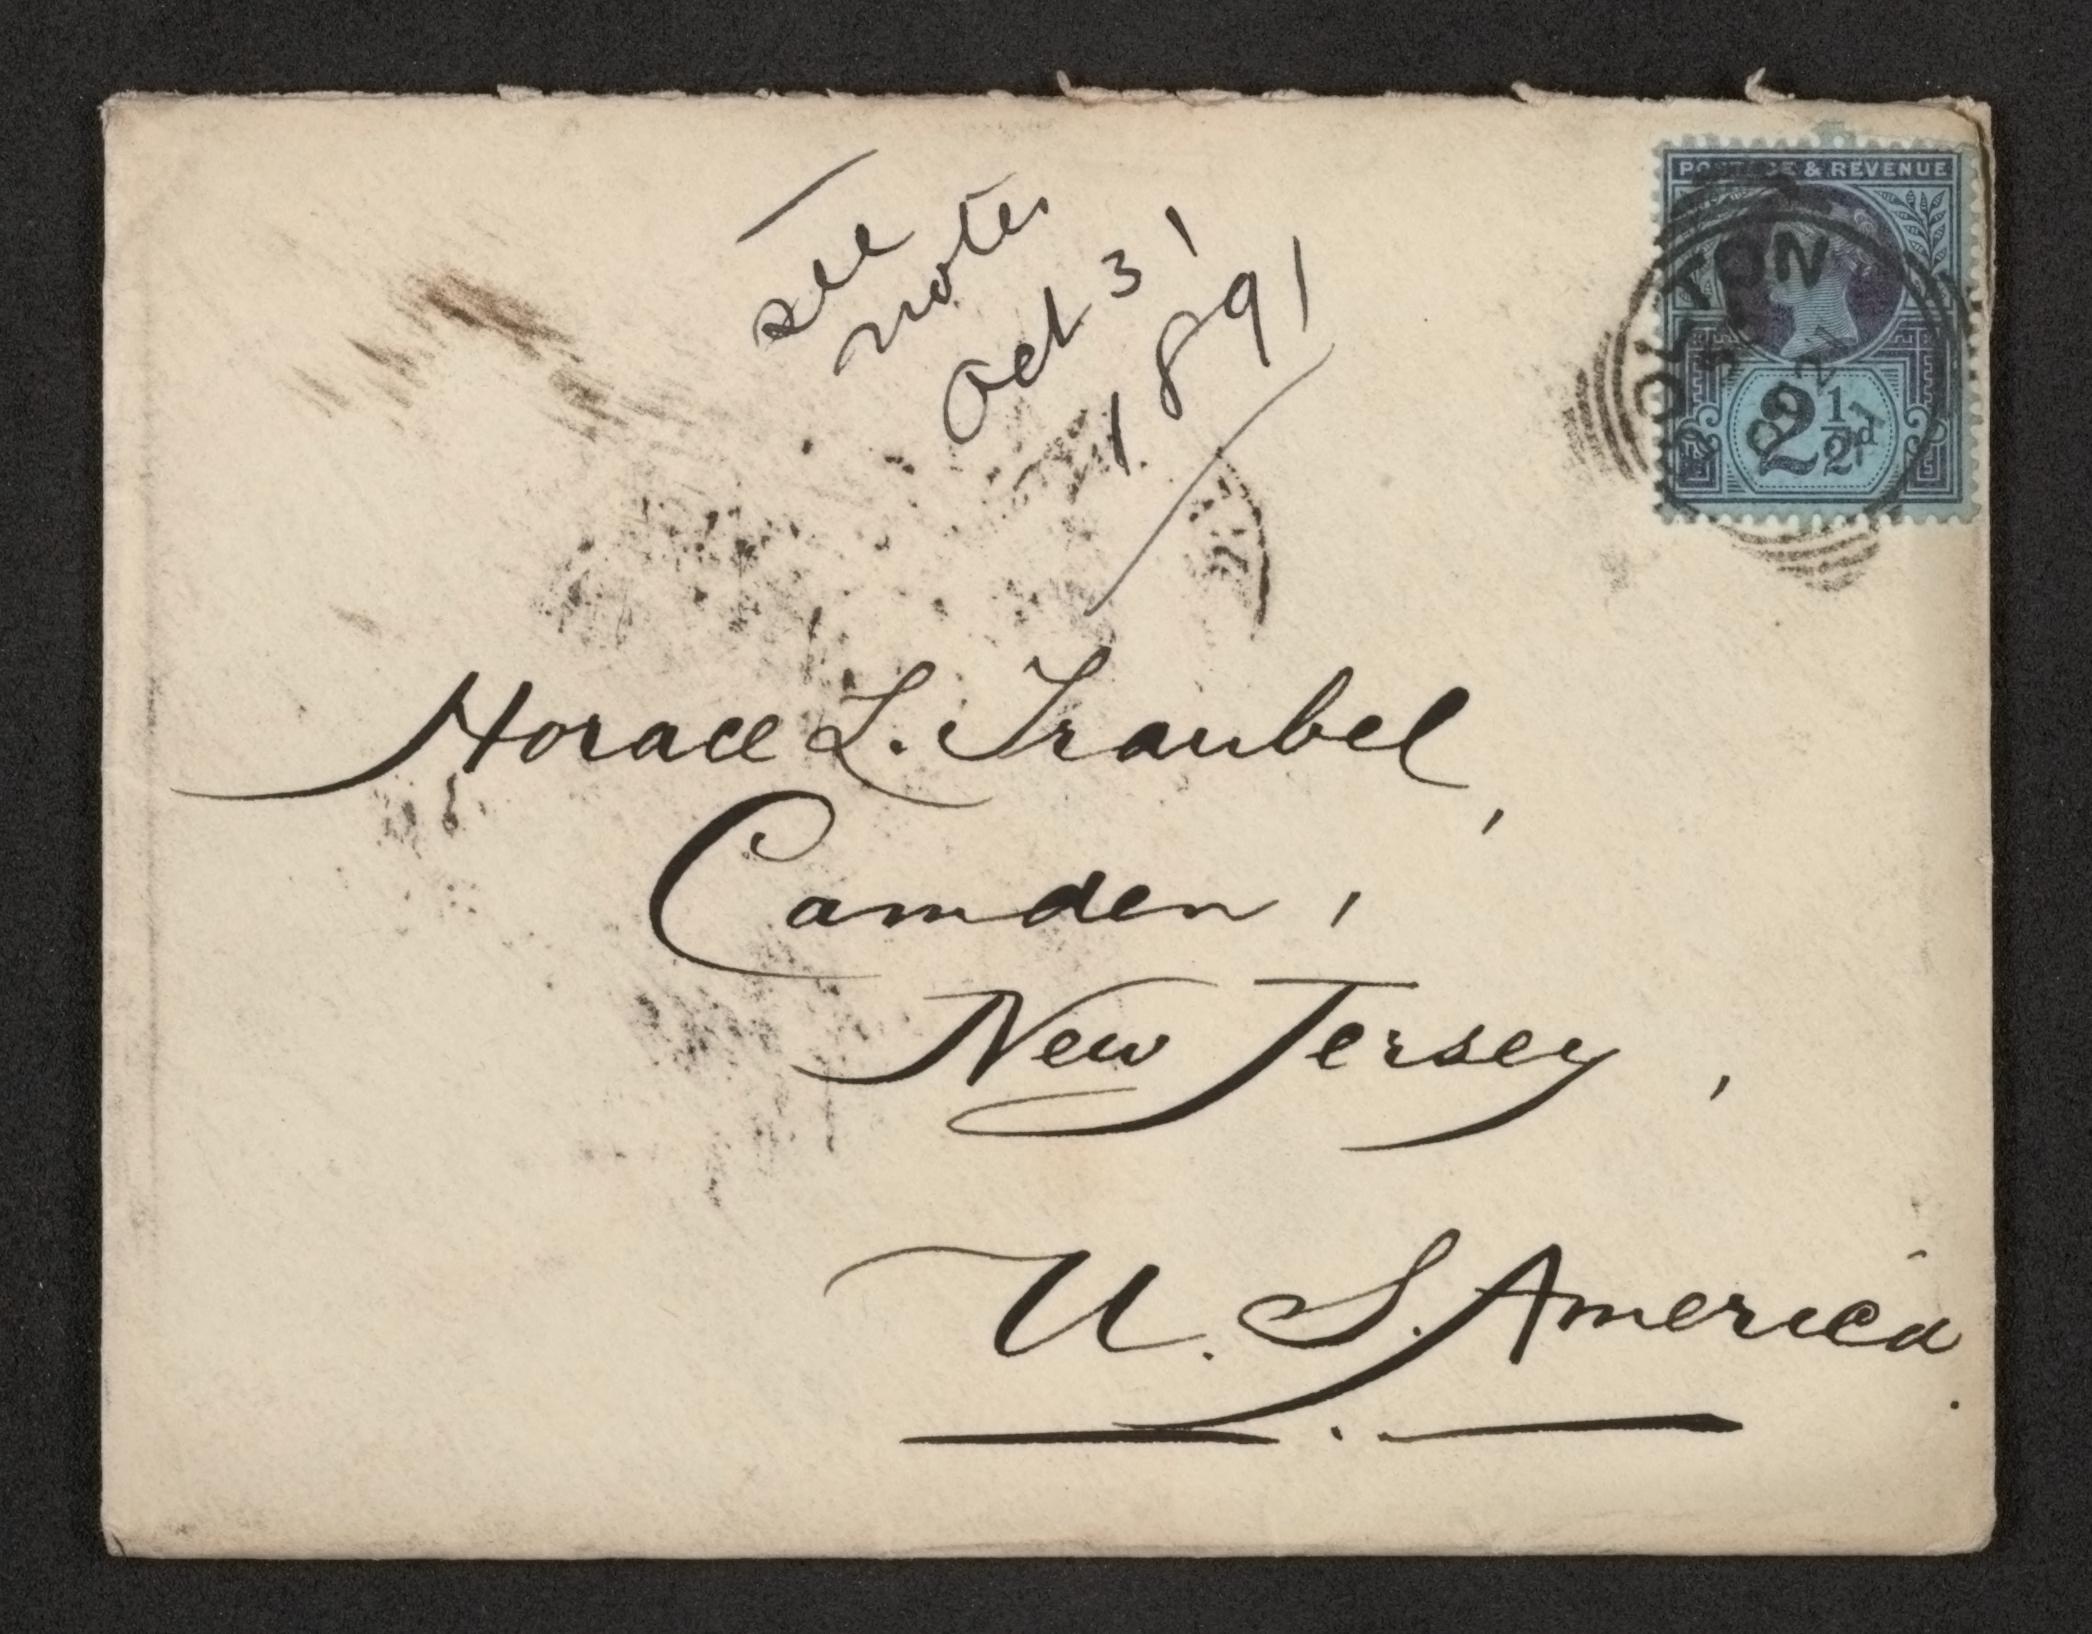 see
notes
Oct 31
1891
POSTAGE & REVENUE
BOLTON
2½d
Horace L. Traubel,
Camden,
New Jersey,
U. S. America.